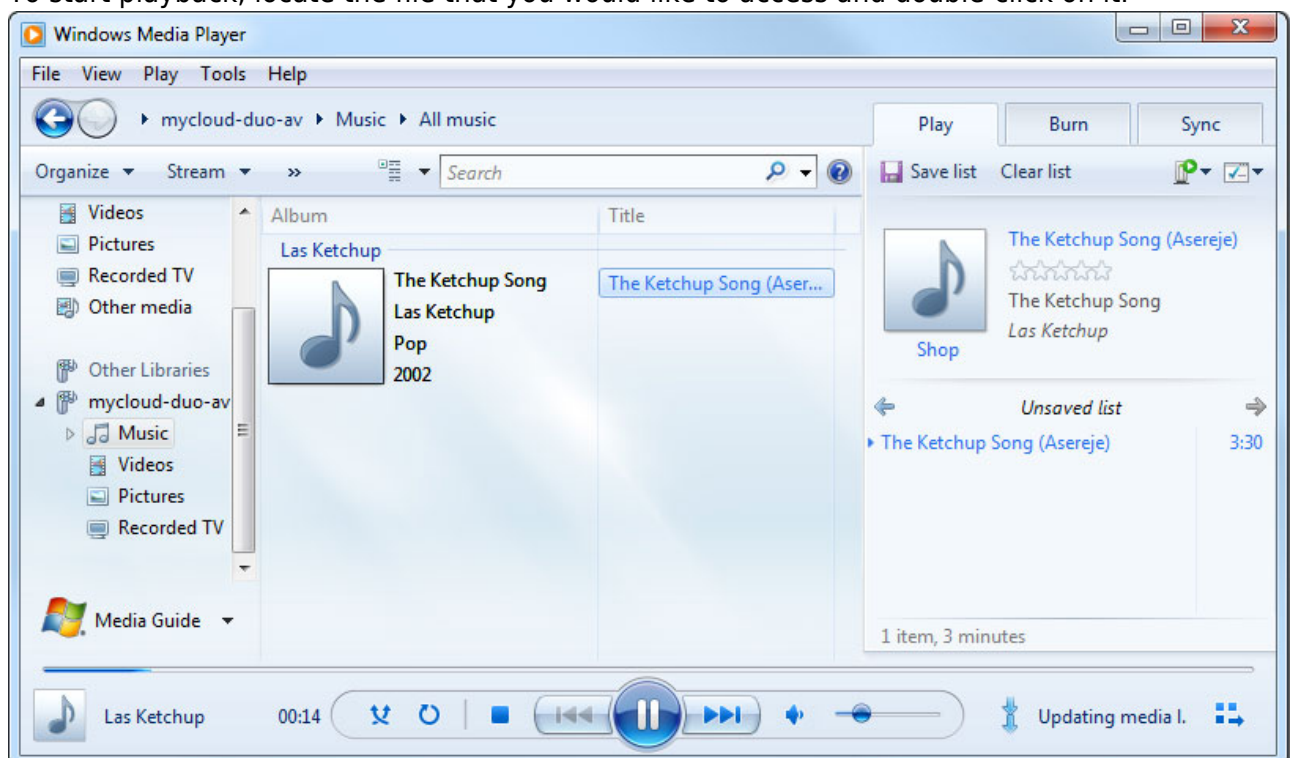 To start playback, locate the file that you would like to access and double-click on it.
Windows Media Player
File View Play Tools Help
mycloud-duo-av Music All music
Play Burn Sync
Organize Stream » Search
Save list Clear list
Videos
Pictures
Recorded TV
Other media
Other Libraries
mycloud-duo-av
Music
Videos
Pictures
Recorded TV
Media Guide
Album Title
Las Ketchup
The Ketchup Song The Ketchup Song (Aser...
Las Ketchup
Pop
2002
The Ketchup Song (Asereje)
The Ketchup Song
Las Ketchup
Shop
Unsaved list
The Ketchup Song (Asereje) 3:30
1 item, 3 minutes
Las Ketchup 00:14 Updating media l.